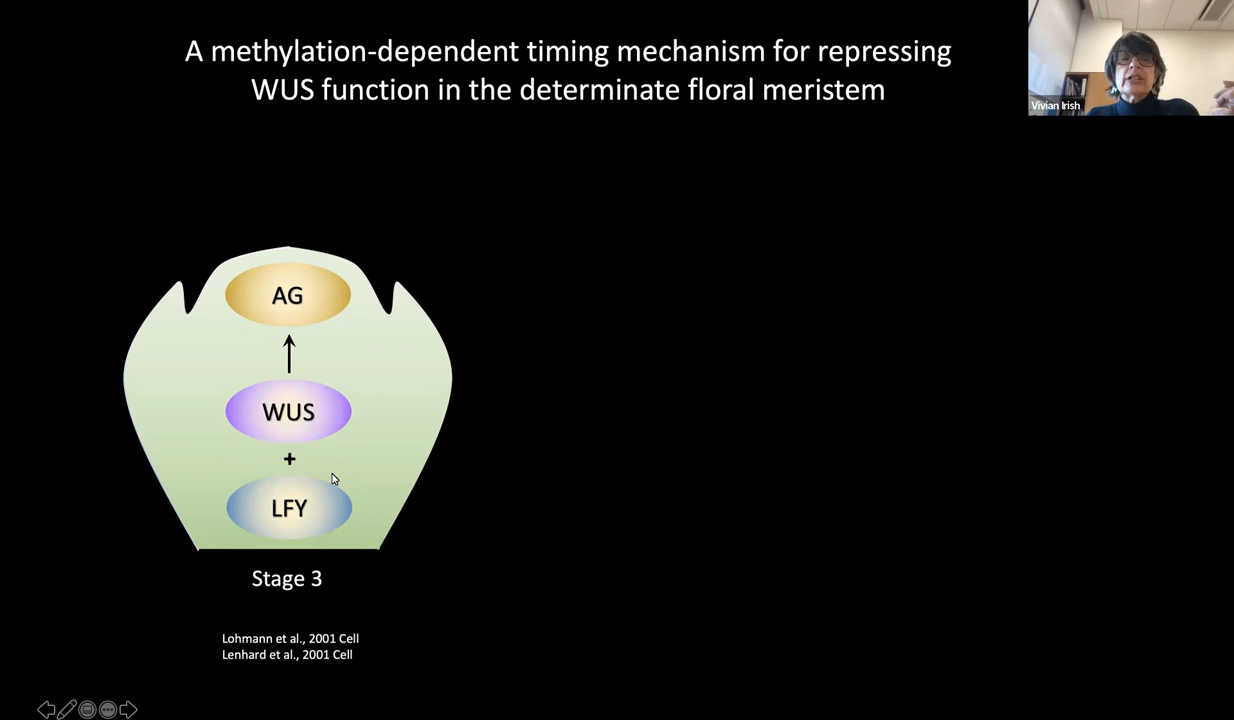 A methylation-dependent timing mechanism for repressing
WUS function in the determinate floral meristem
Vivian Irish
AG
WUS
+
LFY
Stage 3
Lohmann et al., 2001 Cell
Lenhard et al., 2001 Cell